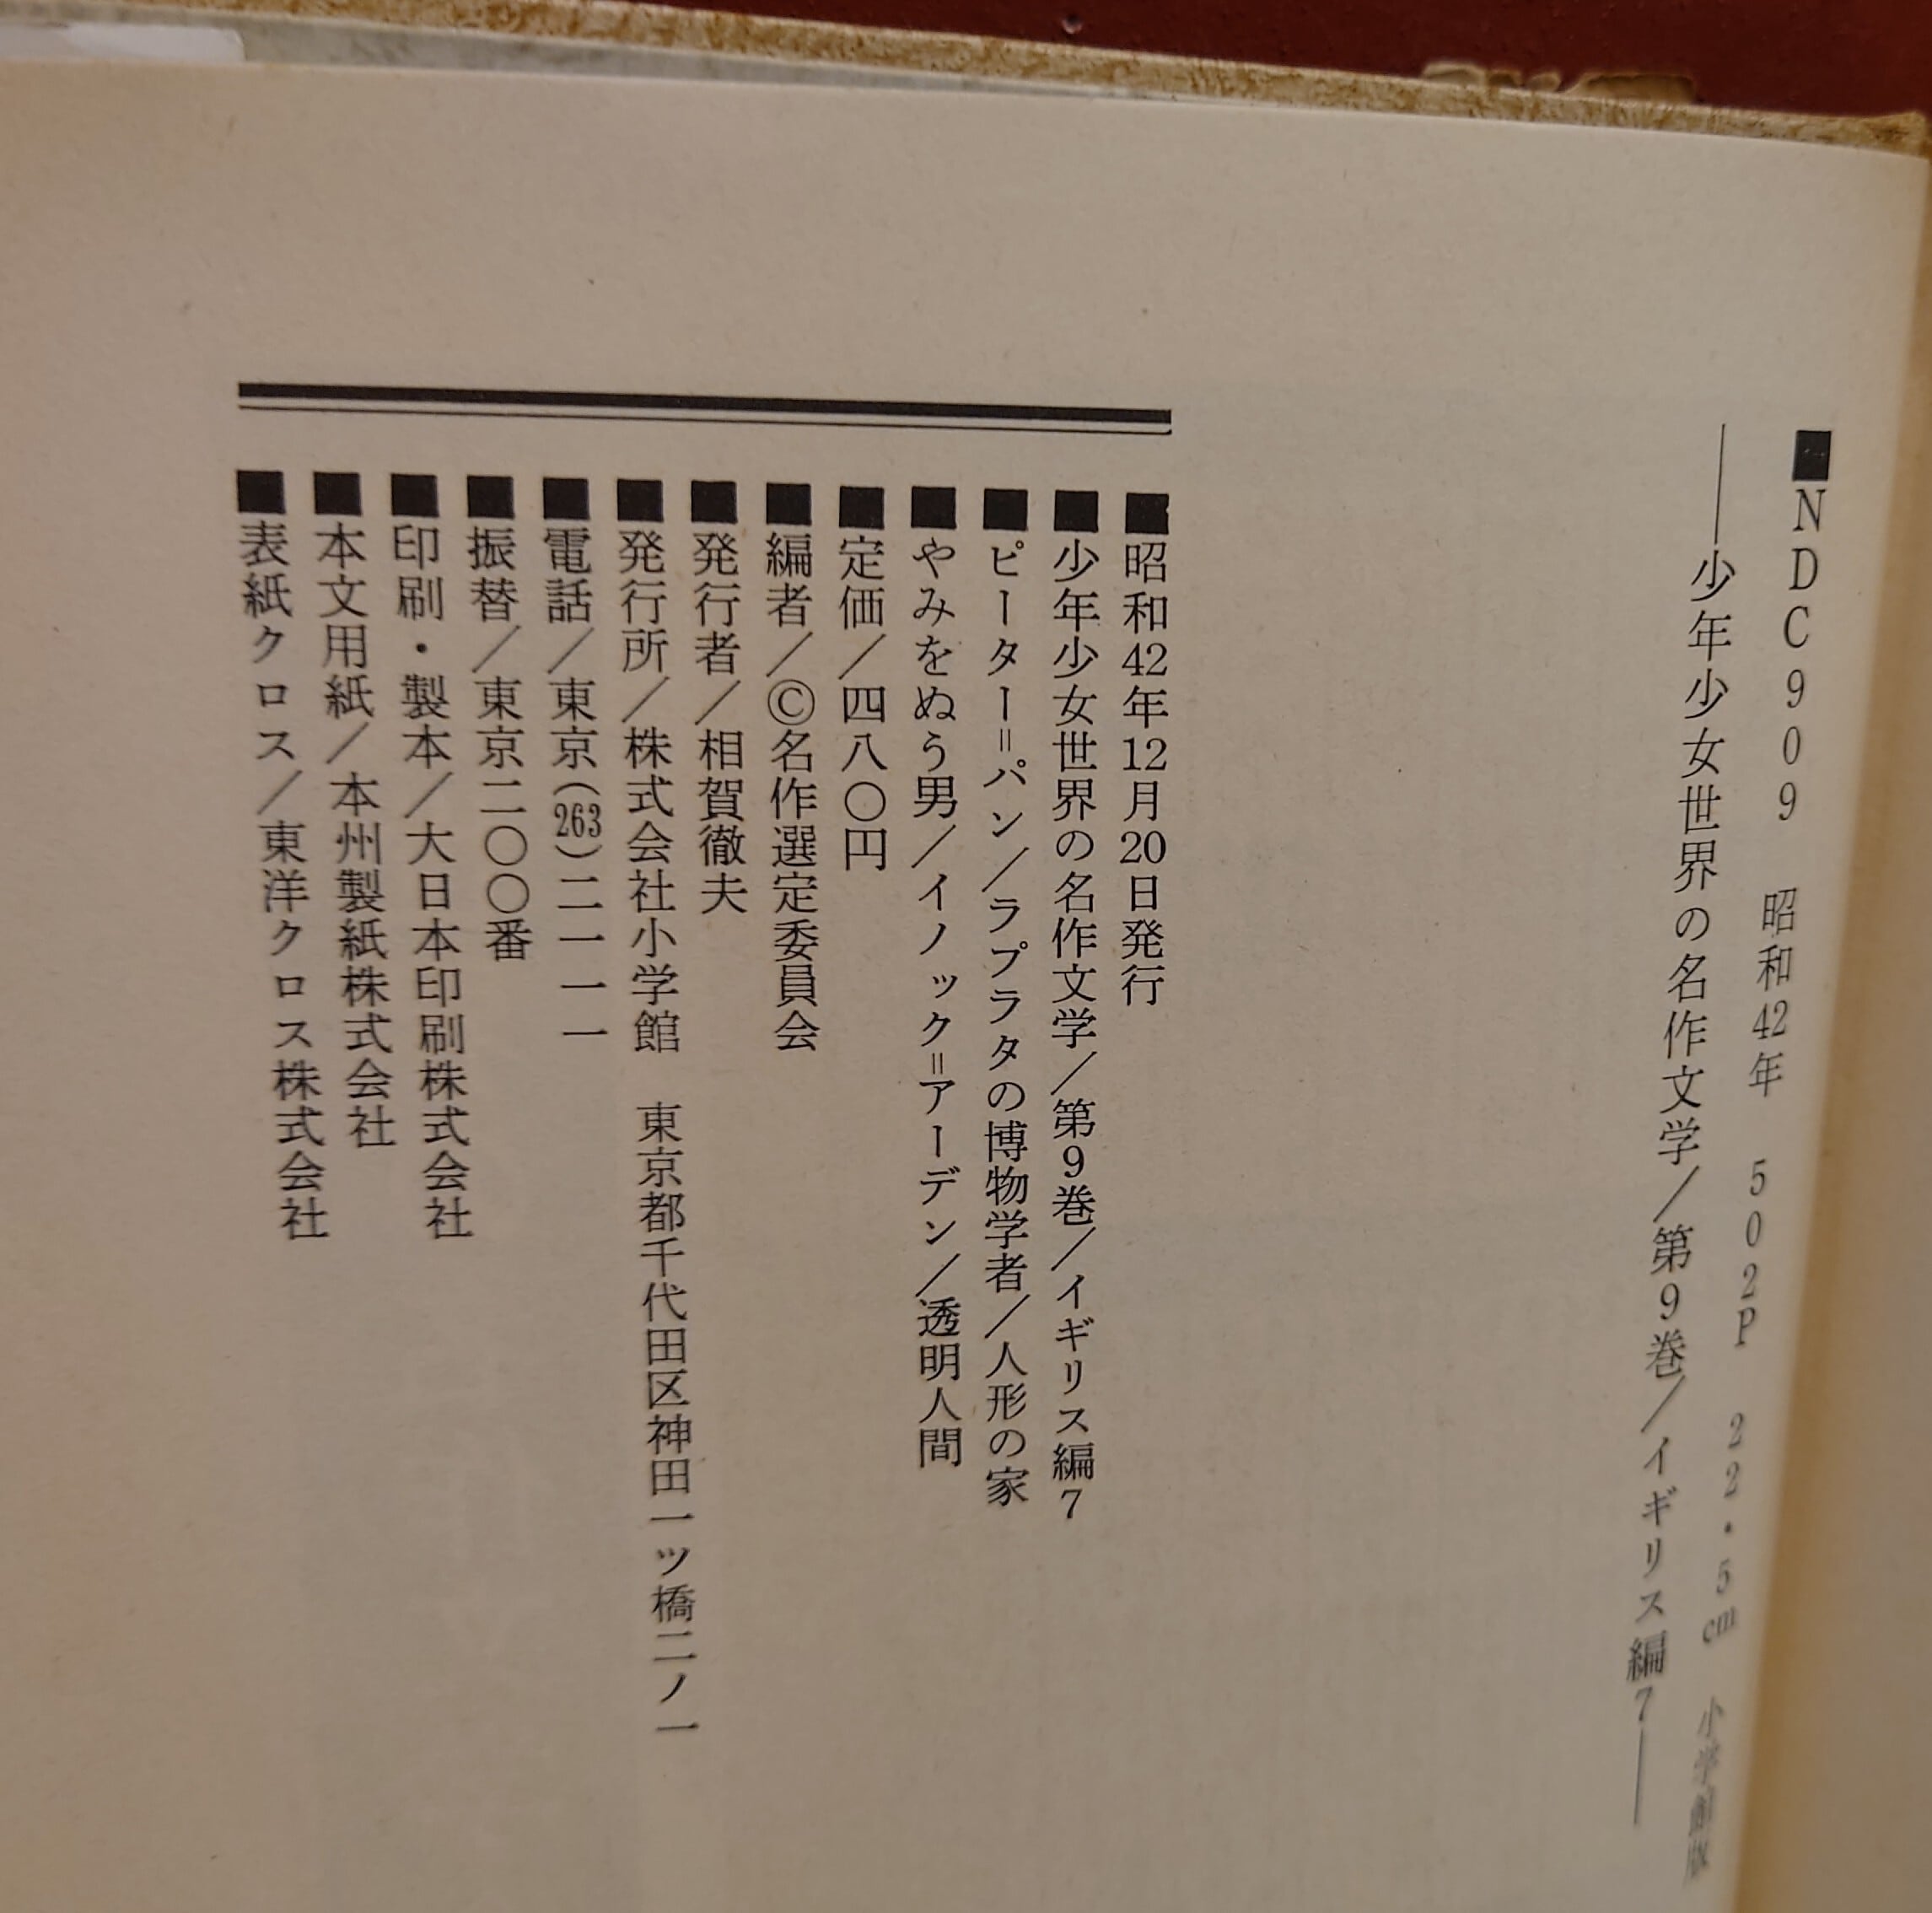 ■NDC909　昭和42年　502P　22・5cm　小学館版
――少年少女世界の名作文学／第9巻／イギリス編7――
■昭和42年12月20日発行
■少年少女世界の名作文学／第9巻／イギリス編7
■ピーター＝パン／ラプラタの博物学者／人形の家
■やみをぬう男／イノック＝アーデン／透明人間
■定価／四八〇円
■編者／©名作選定委員会
■発行者／相賀徹夫
■発行所／株式会社小学館　東京都千代田区神田一ツ橋二ノ一
■電話／東京(263)二一一一
■振替／東京二〇〇番
■印刷・製本／大日本印刷株式会社
■本文用紙／本州製紙株式会社
■表紙クロス／東洋クロス株式会社